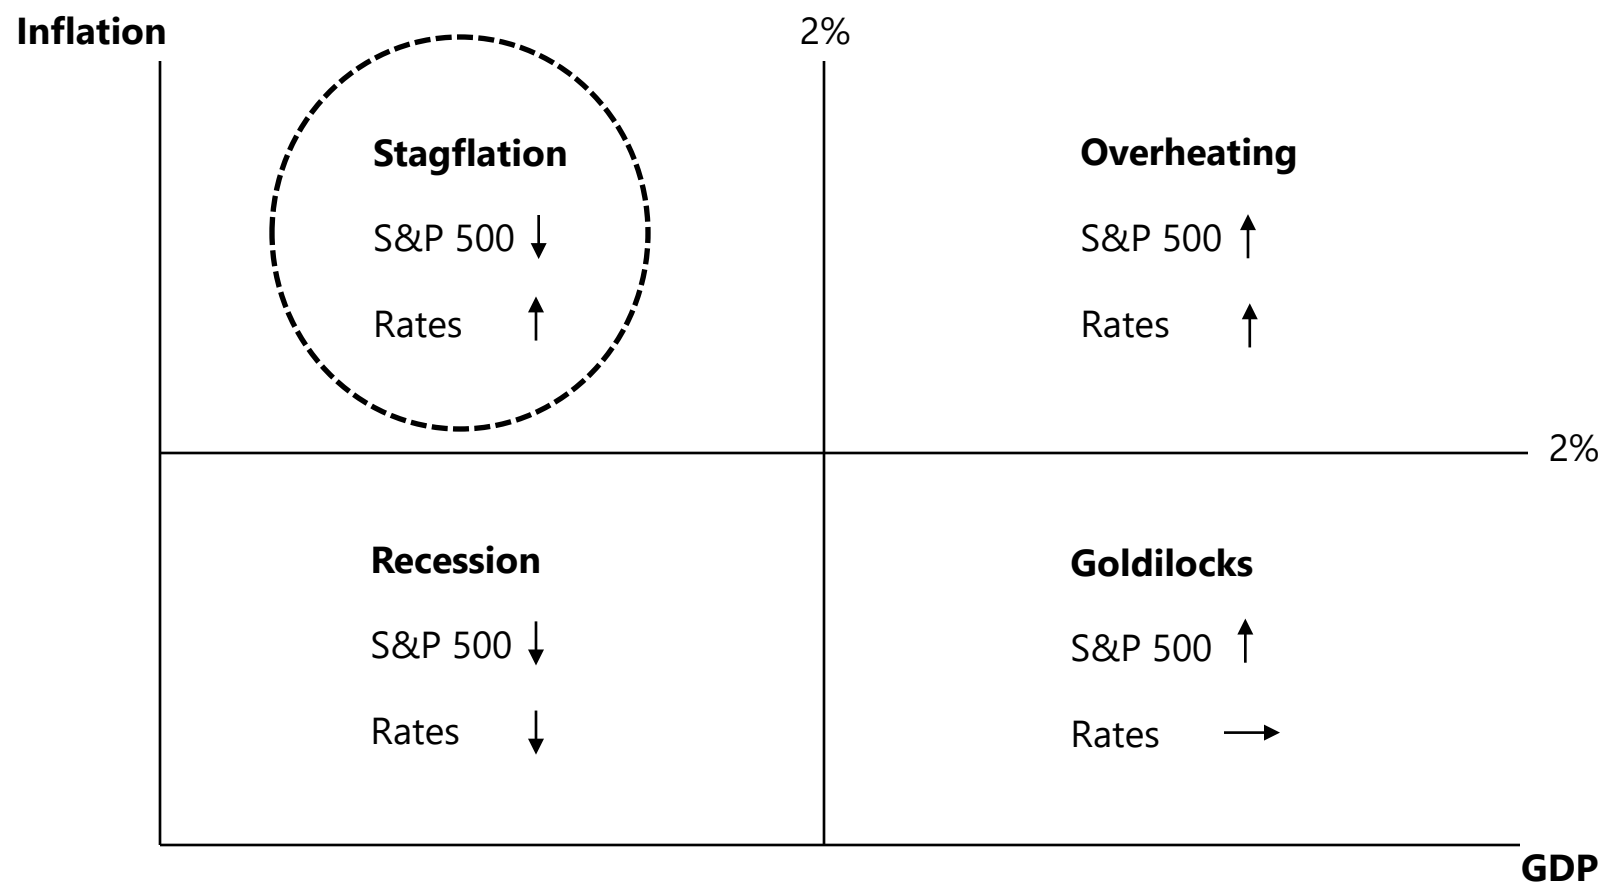 Inflation
2%
Stagflation
S&P 500
Rates
Overheating
S&P 500
Rates
2%
Recession
S&P 500
Rates
Goldilocks
S&P 500
Rates
GDP